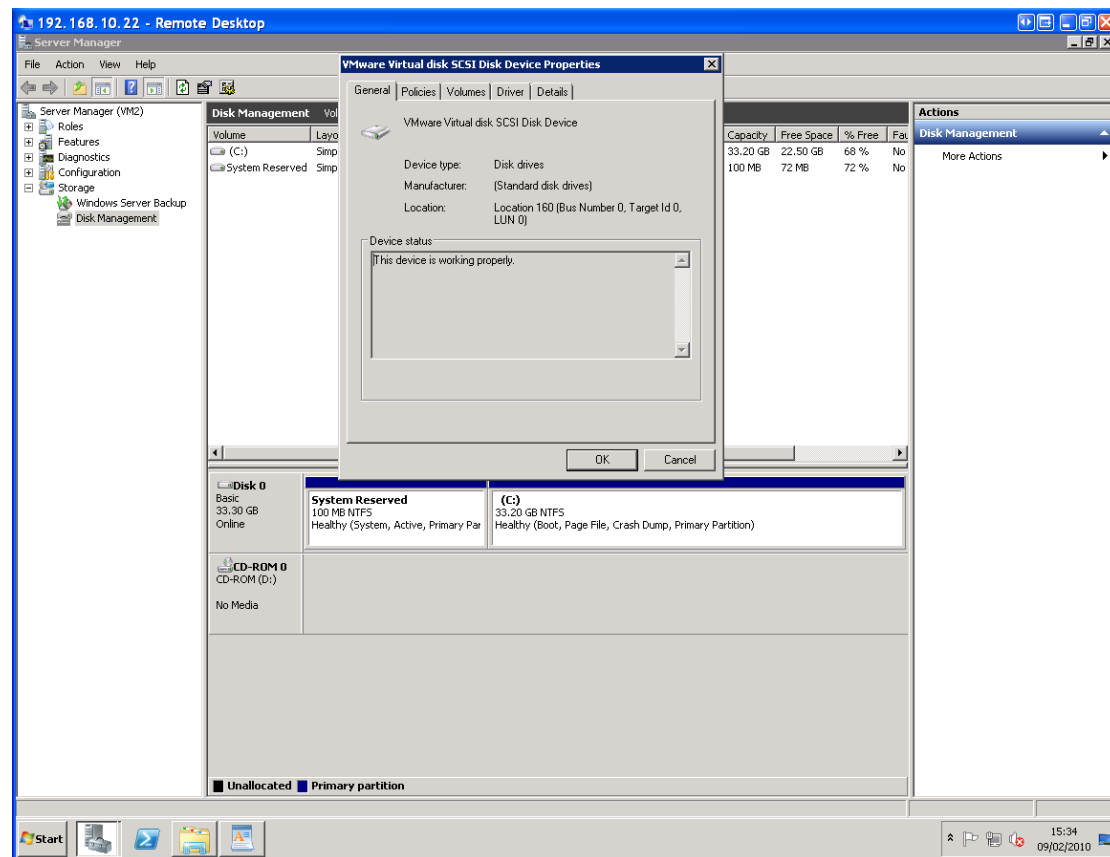 192.168.10.22 - Remote Desktop
Server Manager
File Action View Help
Server Manager (VM2)
Roles
Features
Diagnostics
Configuration
Storage
Windows Server Backup
Disk Management
Disk Management Vol
Volume Layo Capacity Free Space % Free Fau
(C:) Simp 33.20 GB 22.50 GB 68 % No
System Reserved Simp 100 MB 72 MB 72 % No
VMware Virtual disk SCSI Disk Device Properties
General Policies Volumes Driver Details
VMware Virtual disk SCSI Disk Device
Device type: Disk drives
Manufacturer: (Standard disk drives)
Location: Location 160 (Bus Number 0, Target Id 0,
LUN 0)
Device status
This device is working properly.
OK Cancel
Actions
Disk Management
More Actions
Disk 0
Basic
33.30 GB
Online
System Reserved
100 MB NTFS
Healthy (System, Active, Primary Par
(C:)
33.20 GB NTFS
Healthy (Boot, Page File, Crash Dump, Primary Partition)
CD-ROM 0
CD-ROM (D:)
No Media
Unallocated Primary partition
Start
15:34
09/02/2010